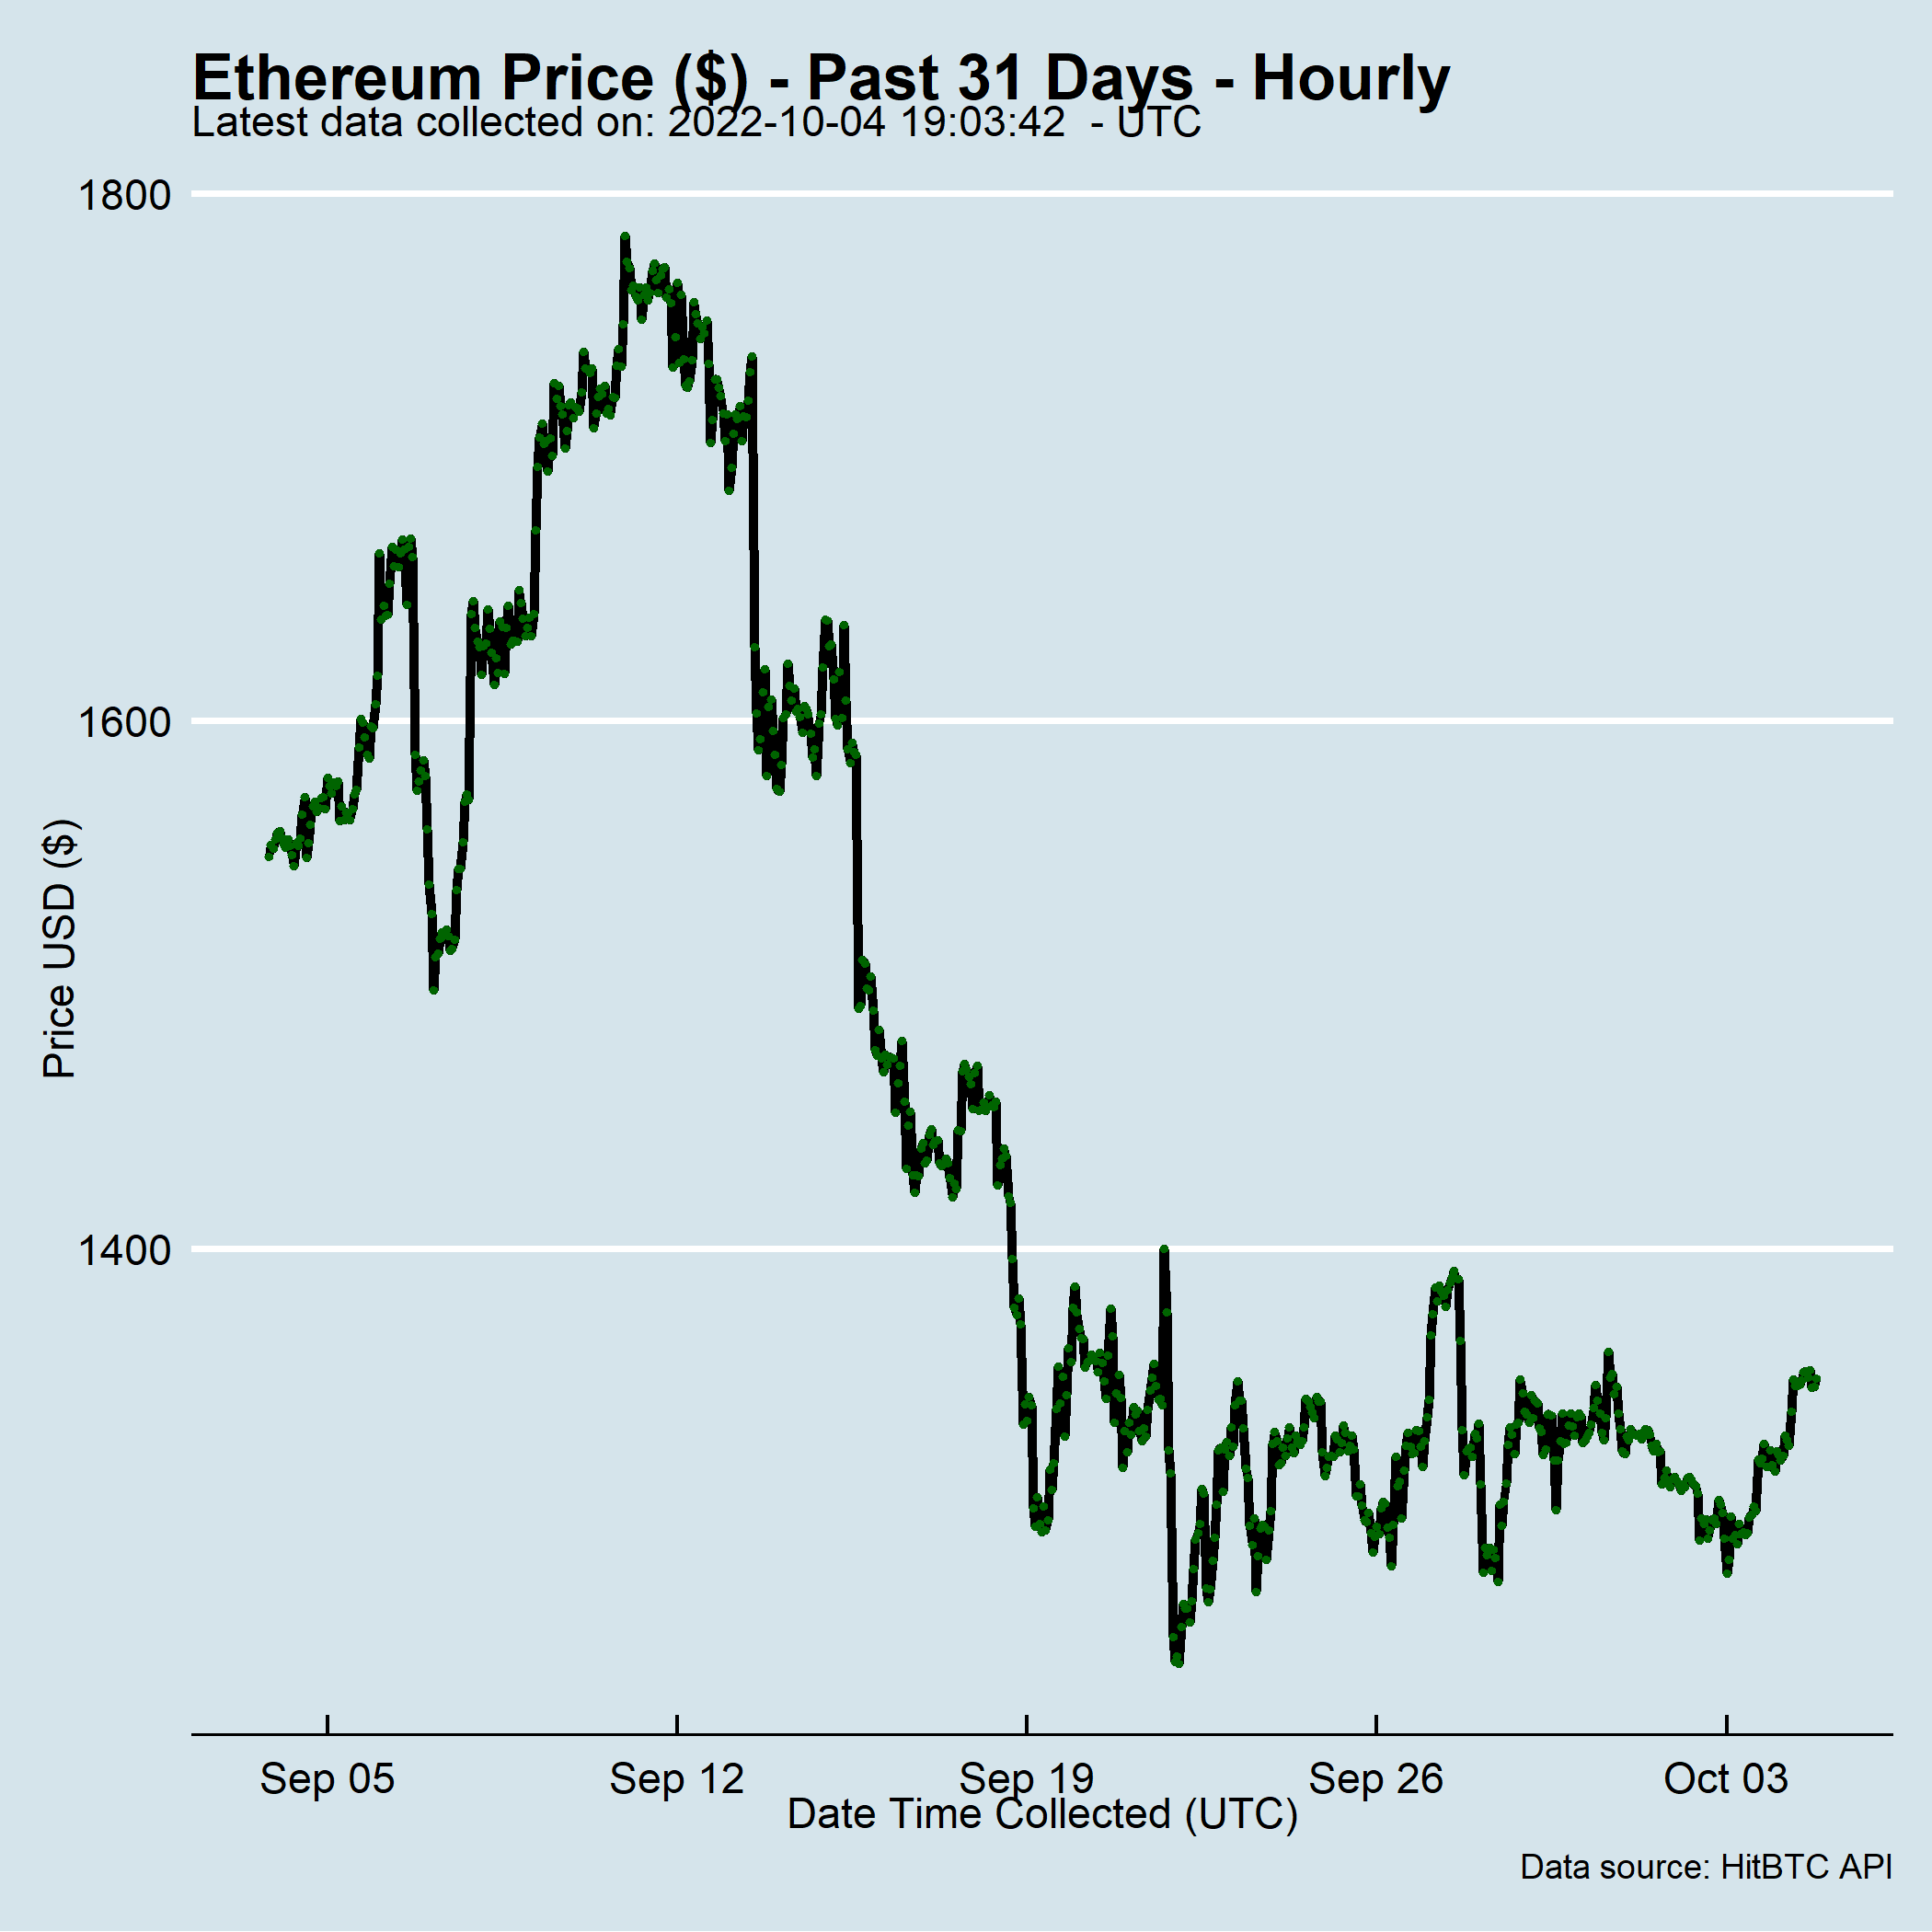 Ethereum Price ($) - Past 31 Days - Hourly
Latest data collected on: 2022-10-04 19:03:42  - UTC
1800
1600
1400
Price USD ($)
Sep 05
Sep 12
Sep 19
Sep 26
Oct 03
Date Time Collected (UTC)
Data source: HitBTC API